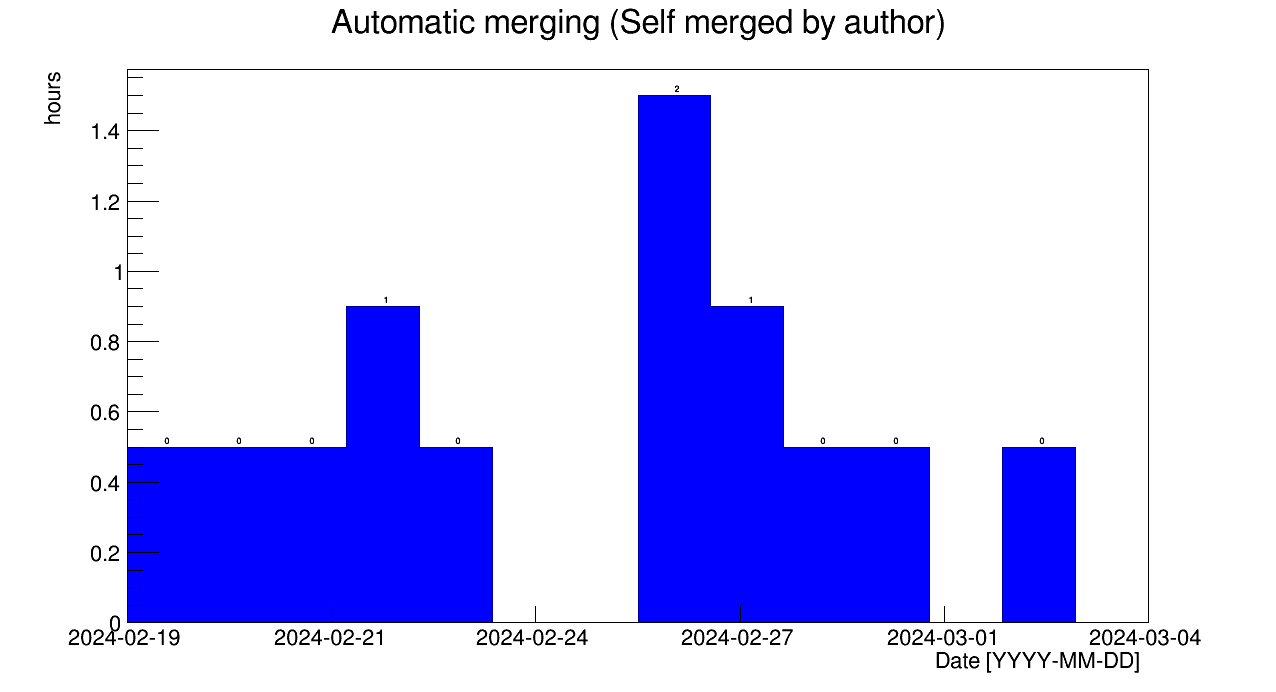 Automatic merging (Self merged by author)
hours
1.4
1.2
1
0.8
0.6
0.4
0.2
0
2
1
1
0 0 0 0 0 0 0
2024-02-19 2024-02-21 2024-02-24 2024-02-27 2024-03-01 2024-03-04
Date [YYYY-MM-DD]